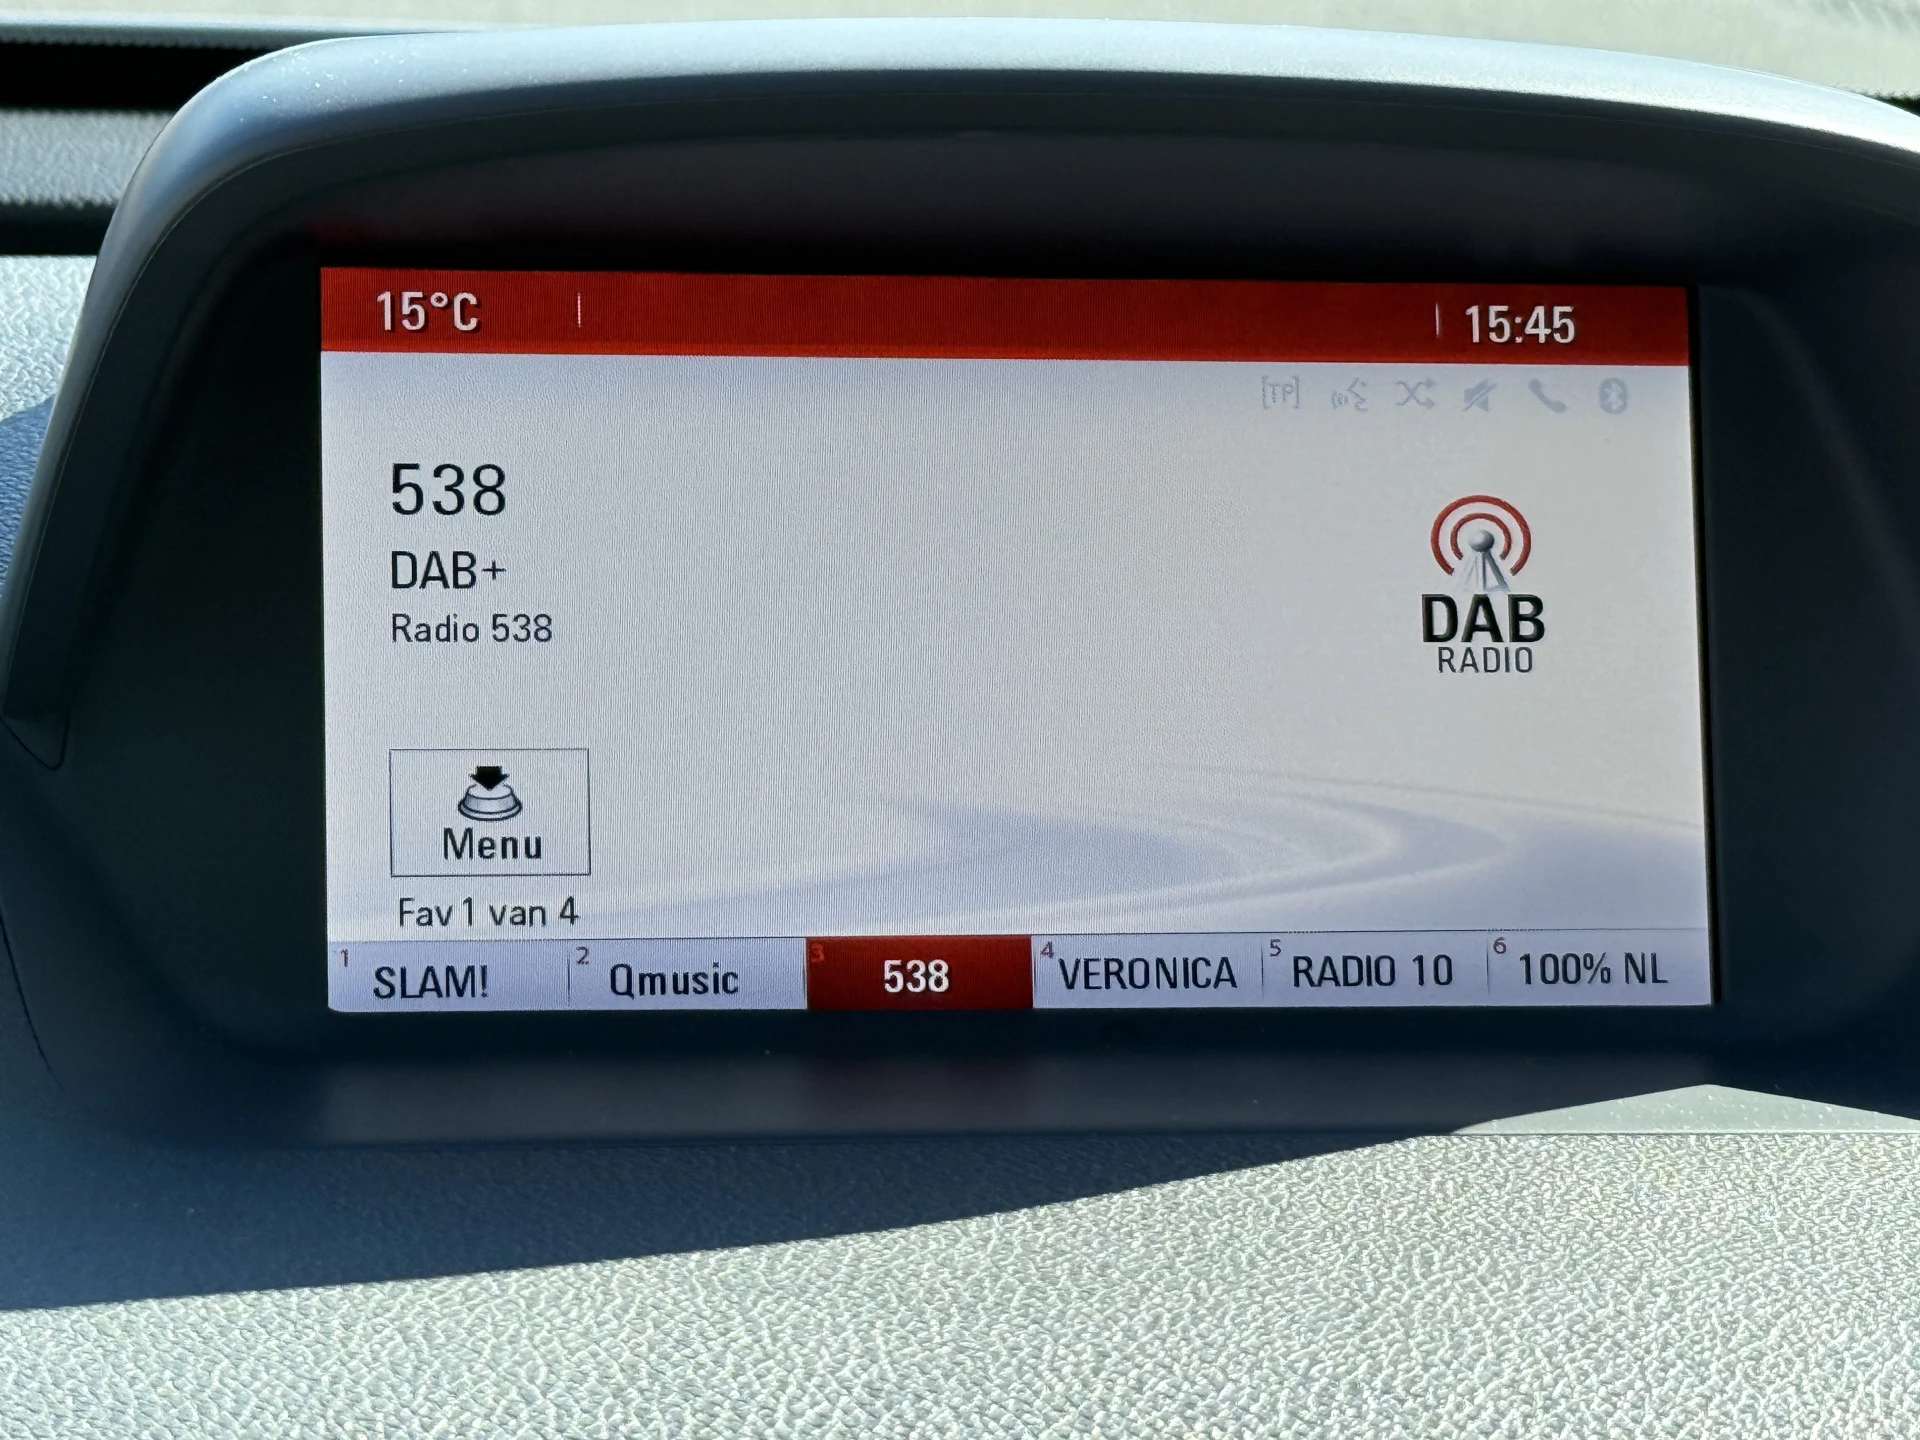 15°C 15:45
[TP]
538
DAB+
Radio 538
DAB
RADIO
Menu
Fav 1 van 4
1 SLAM! 2 Qmusic 3 538 4 VERONICA 5 RADIO 10 6 100% NL